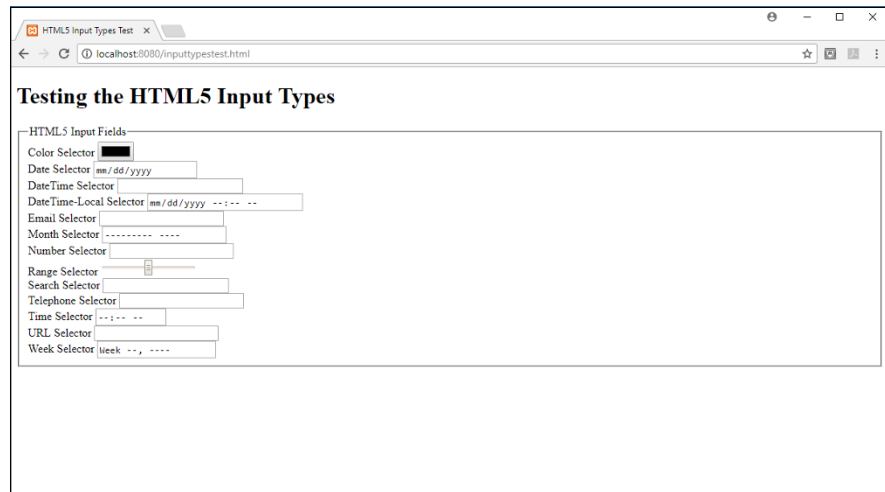 HTML5 Input Types Test
localhost:8080/inputtypestest.html
Testing the HTML5 Input Types
HTML5 Input Fields
Color Selector
Date Selector mm/dd/yyyy
DateTime Selector
DateTime-Local Selector mm/dd/yyyy --:-- --
Email Selector
Month Selector --------- ----
Number Selector
Range Selector
Search Selector
Telephone Selector
Time Selector --:-- --
URL Selector
Week Selector Week --, ----